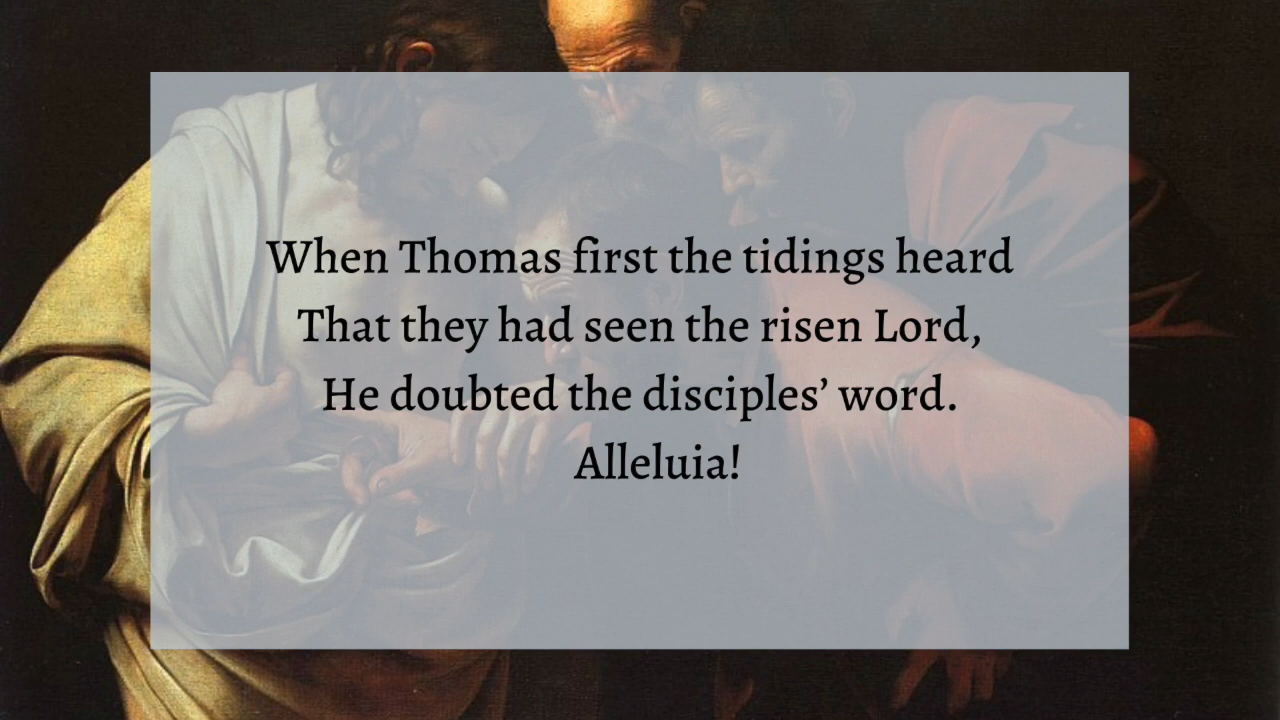 When Thomas first the tidings heard
That they had seen the risen Lord,
He doubted the disciples’ word.
Alleluia!